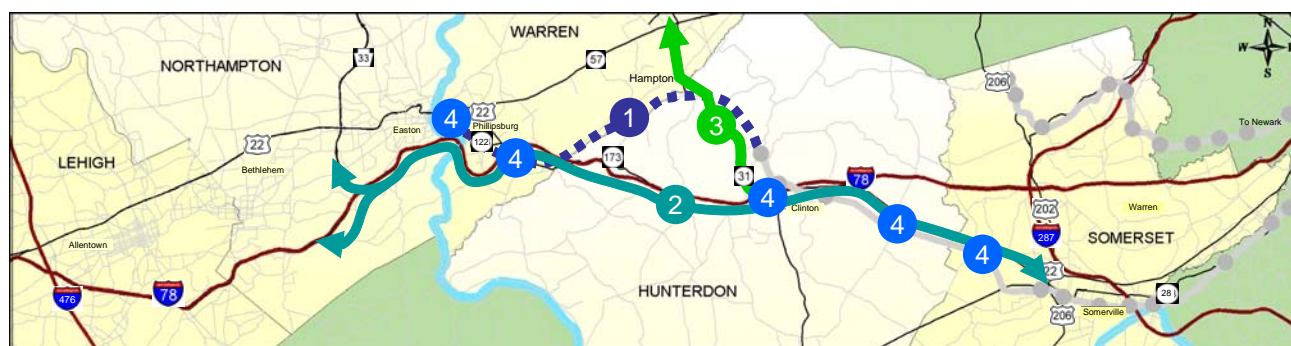 WARREN
NORTHAMPTON
33
57
206
N
W
S
Hampton
22
4
Phillipsburg
1
3
To Newark
Easton
122
4
173
31
78
22
LEHIGH
Bethlehem
2
4
Clinton
4
202
Warren
287
SOMERSET
Allentown
4
22
476
78
HUNTERDON
206
Somerville
28